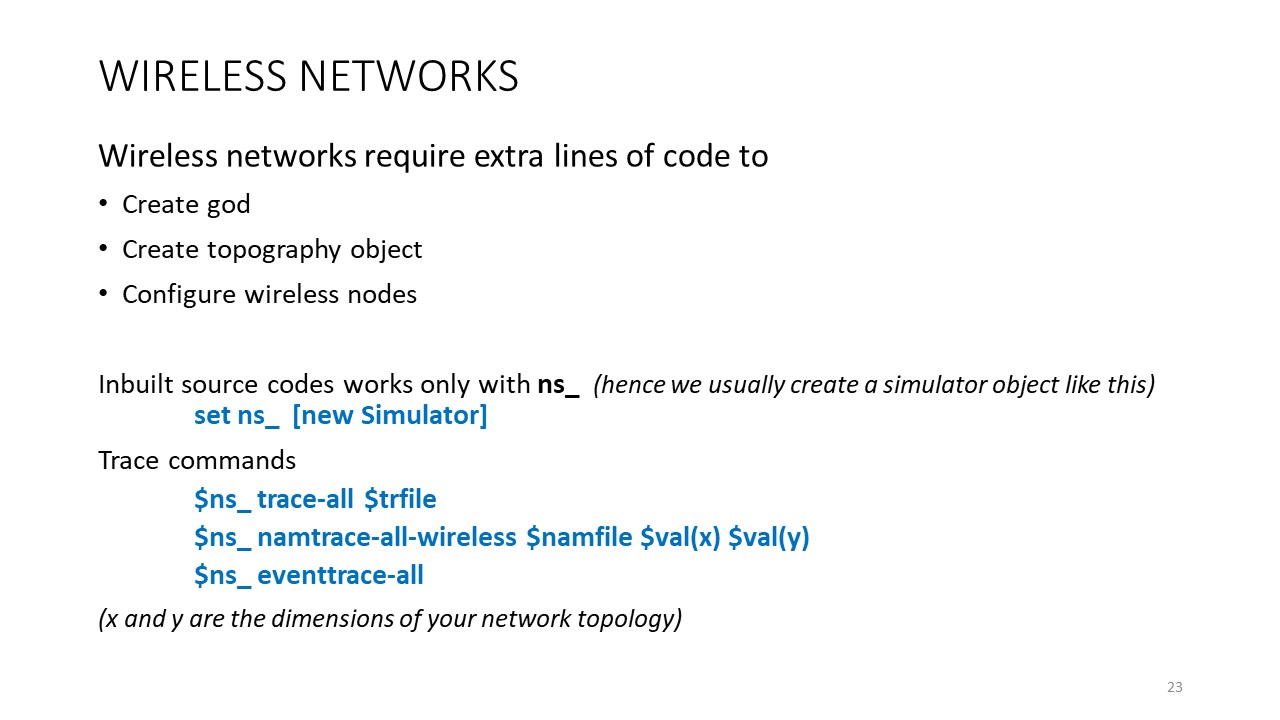 WIRELESS NETWORKS
Wireless networks require extra lines of code to
• Create god
• Create topography object
• Configure wireless nodes
Inbuilt source codes works only with ns_ (hence we usually create a simulator object like this)
set ns_ [new Simulator]
Trace commands
$ns_ trace-all $trfile
$ns_ namtrace-all-wireless $namfile $val(x) $val(y)
$ns_ eventtrace-all
(x and y are the dimensions of your network topology)
23